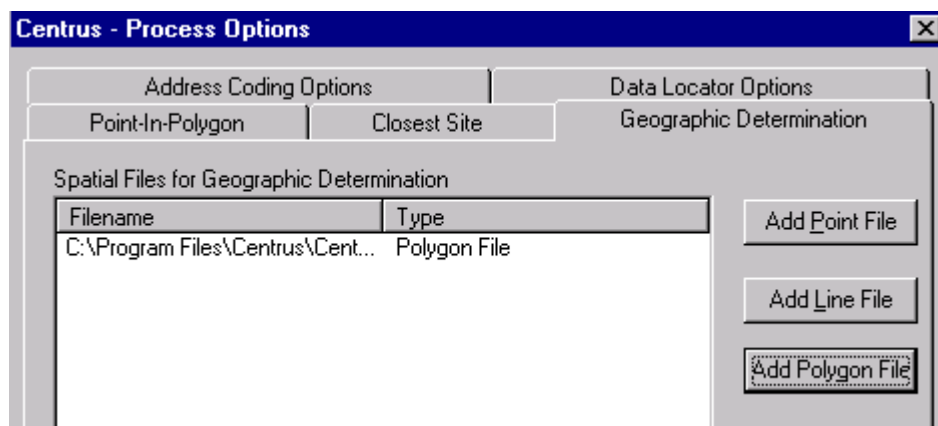 Centrus - Process Options
Address Coding Options
Data Locator Options
Point-In-Polygon
Closest Site
Geographic Determination
Spatial Files for Geographic Determination
Filename
Type
C:\Program Files\Centrus\Cent...
Polygon File
Add Point File
Add Line File
Add Polygon File